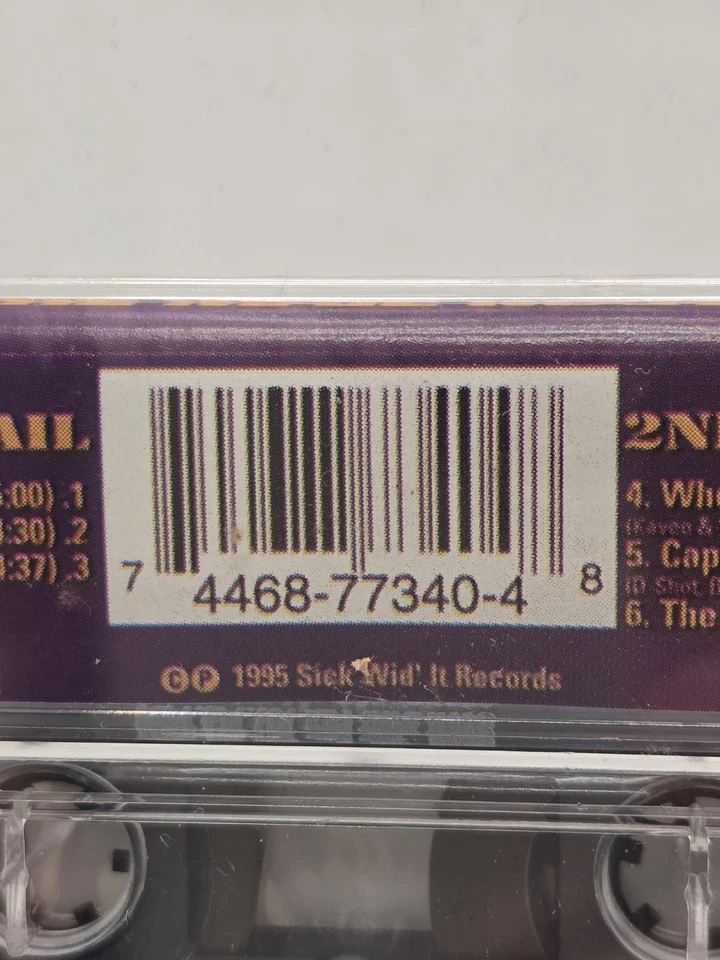 AIL
:00) .1
:30) .2
:37) .3
7 4468-77340-4 8
© ℗ 1995 Sick Wid' It Records
4. Wh
5. Cap
6. The